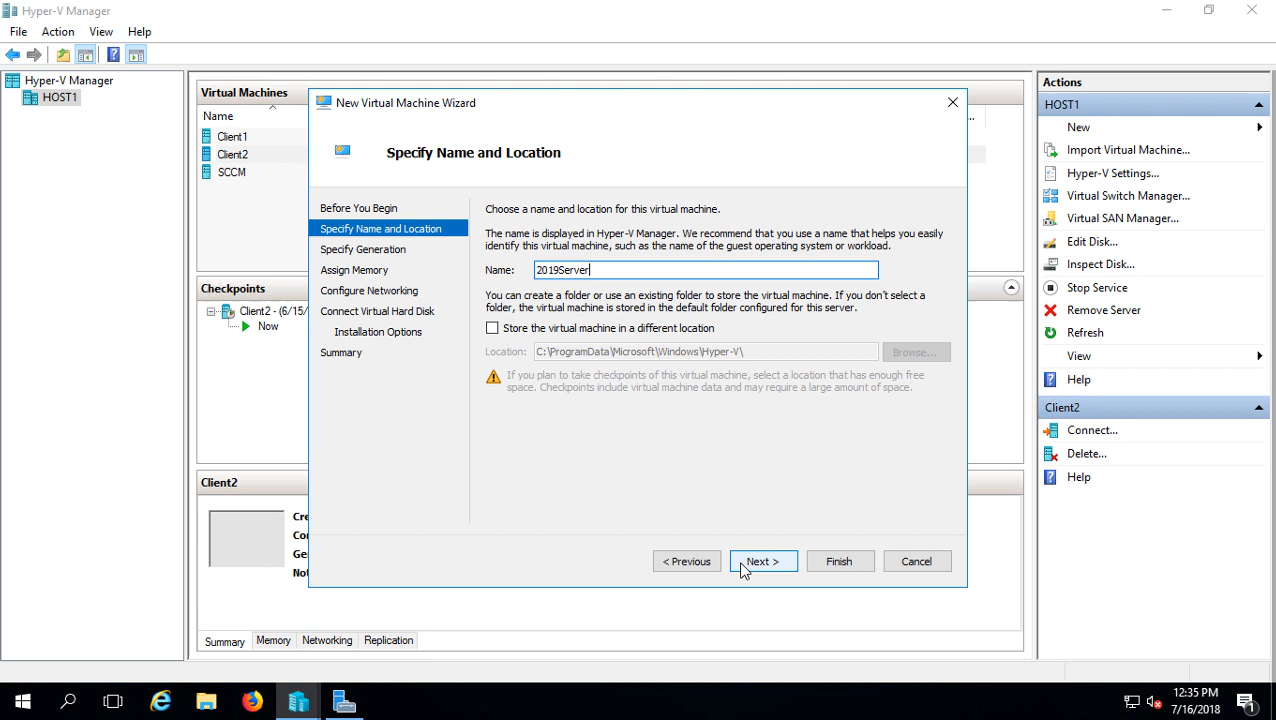 Hyper-V Manager
File Action View Help
Hyper-V Manager
HOST1
Virtual Machines
Name
Client1
Client2
SCCM
Checkpoints
Client2 - (6/15/
Now
Client2
Cre
Con
Ger
Not
Summary Memory Networking Replication
New Virtual Machine Wizard
Specify Name and Location
Before You Begin
Specify Name and Location
Specify Generation
Assign Memory
Configure Networking
Connect Virtual Hard Disk
Installation Options
Summary
Choose a name and location for this virtual machine.
The name is displayed in Hyper-V Manager. We recommend that you use a name that helps you easily
identify this virtual machine, such as the name of the guest operating system or workload.
Name: 2019Server
You can create a folder or use an existing folder to store the virtual machine. If you don't select a
folder, the virtual machine is stored in the default folder configured for this server.
Store the virtual machine in a different location
Location: C:\ProgramData\Microsoft\Windows\Hyper-V\ Browse...
If you plan to take checkpoints of this virtual machine, select a location that has enough free
space. Checkpoints include virtual machine data and may require a large amount of space.
< Previous Next > Finish Cancel
Actions
HOST1
New
Import Virtual Machine...
Hyper-V Settings...
Virtual Switch Manager...
Virtual SAN Manager...
Edit Disk...
Inspect Disk...
Stop Service
Remove Server
Refresh
View
Help
Client2
Connect...
Delete...
Help
12:35 PM
7/16/2018
1